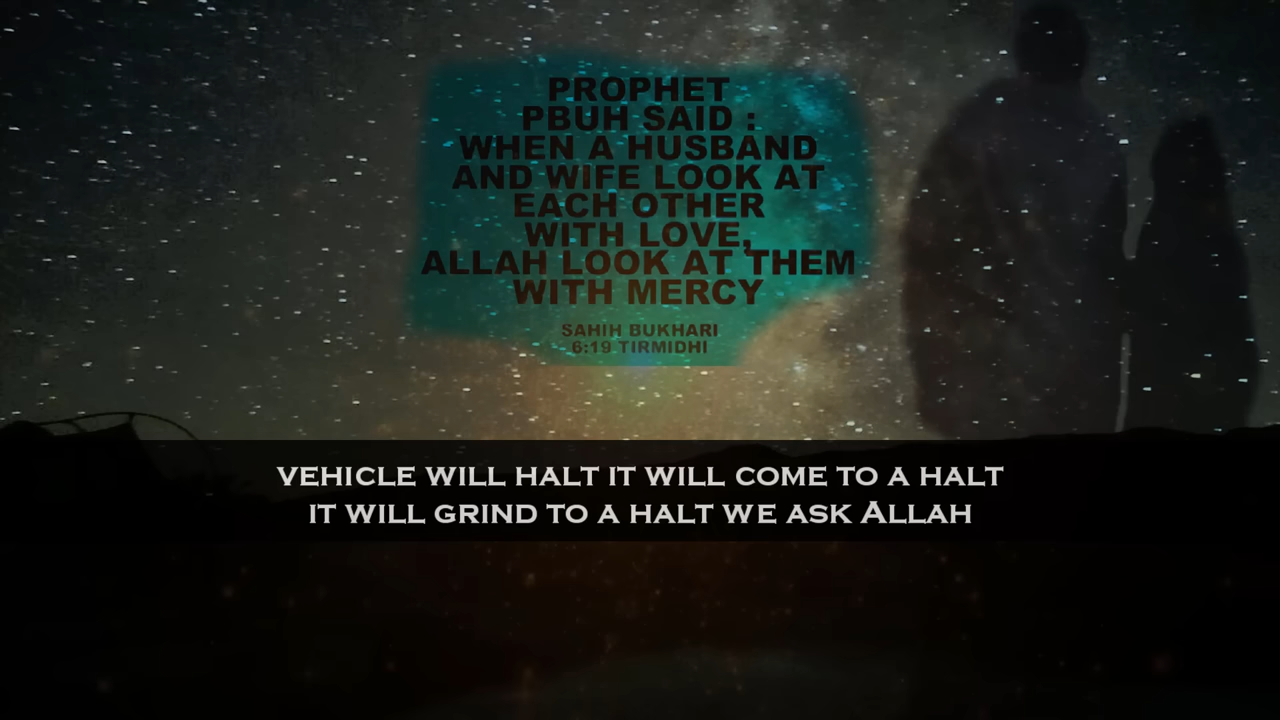 PROPHET
PBUH SAID :
WHEN A HUSBAND
AND WIFE LOOK AT
EACH OTHER
WITH LOVE,
ALLAH LOOK AT THEM
WITH MERCY
SAHIH BUKHARI
6:19 TIRMIDHI
VEHICLE WILL HALT IT WILL COME TO A HALT
IT WILL GRIND TO A HALT WE ASK ALLAH